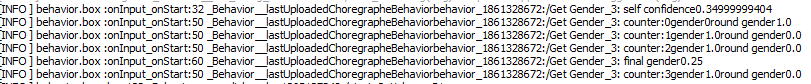 [INFO ] behavior.box :onInput_onStart:32 _Behavior__lastUploadedChoregrapheBehaviorbehavior_1861328672:/Get Gender_3: self confidence0.34999999404
[INFO ] behavior.box :onInput_onStart:50 _Behavior__lastUploadedChoregrapheBehaviorbehavior_1861328672:/Get Gender_3: counter:0gender0round gender1.0
[INFO ] behavior.box :onInput_onStart:50 _Behavior__lastUploadedChoregrapheBehaviorbehavior_1861328672:/Get Gender_3: counter:1gender1.0round gender0.0
[INFO ] behavior.box :onInput_onStart:50 _Behavior__lastUploadedChoregrapheBehaviorbehavior_1861328672:/Get Gender_3: counter:2gender1.0round gender0.0
[INFO ] behavior.box :onInput_onStart:60 _Behavior__lastUploadedChoregrapheBehaviorbehavior_1861328672:/Get Gender_3: final gender0.25
[INFO ] behavior.box :onInput_onStart:50 _Behavior__lastUploadedChoregrapheBehaviorbehavior_1861328672:/Get Gender_3: counter:3gender1.0round gender0.0